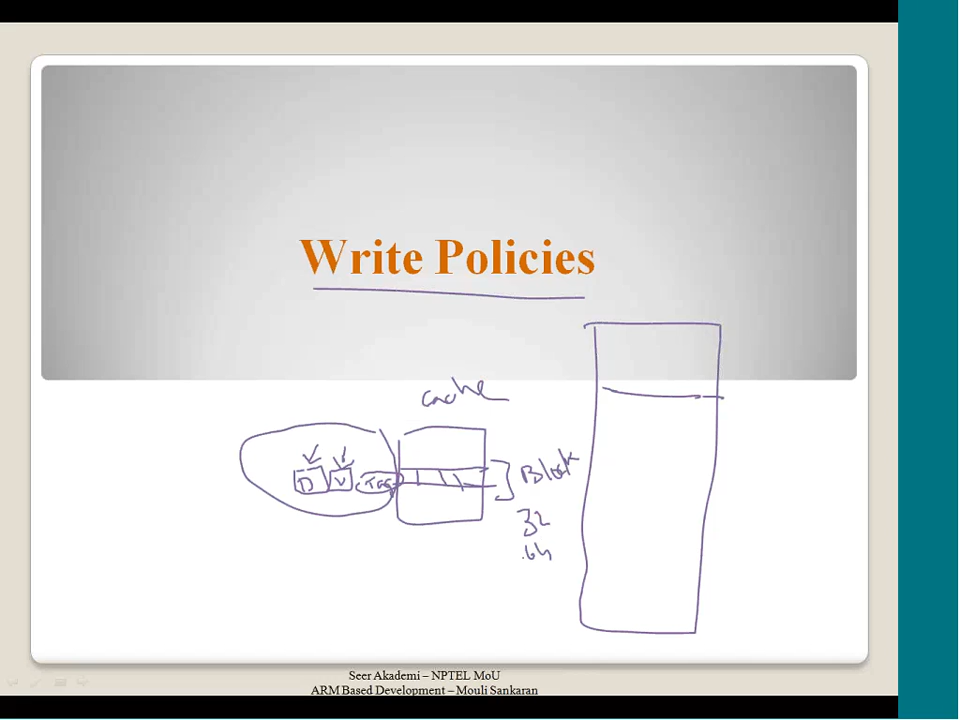 Write Policies
cache
D V Tag
Block
32
64
Seer Akademi – NPTEL MoU
ARM Based Development – Mouli Sankaran